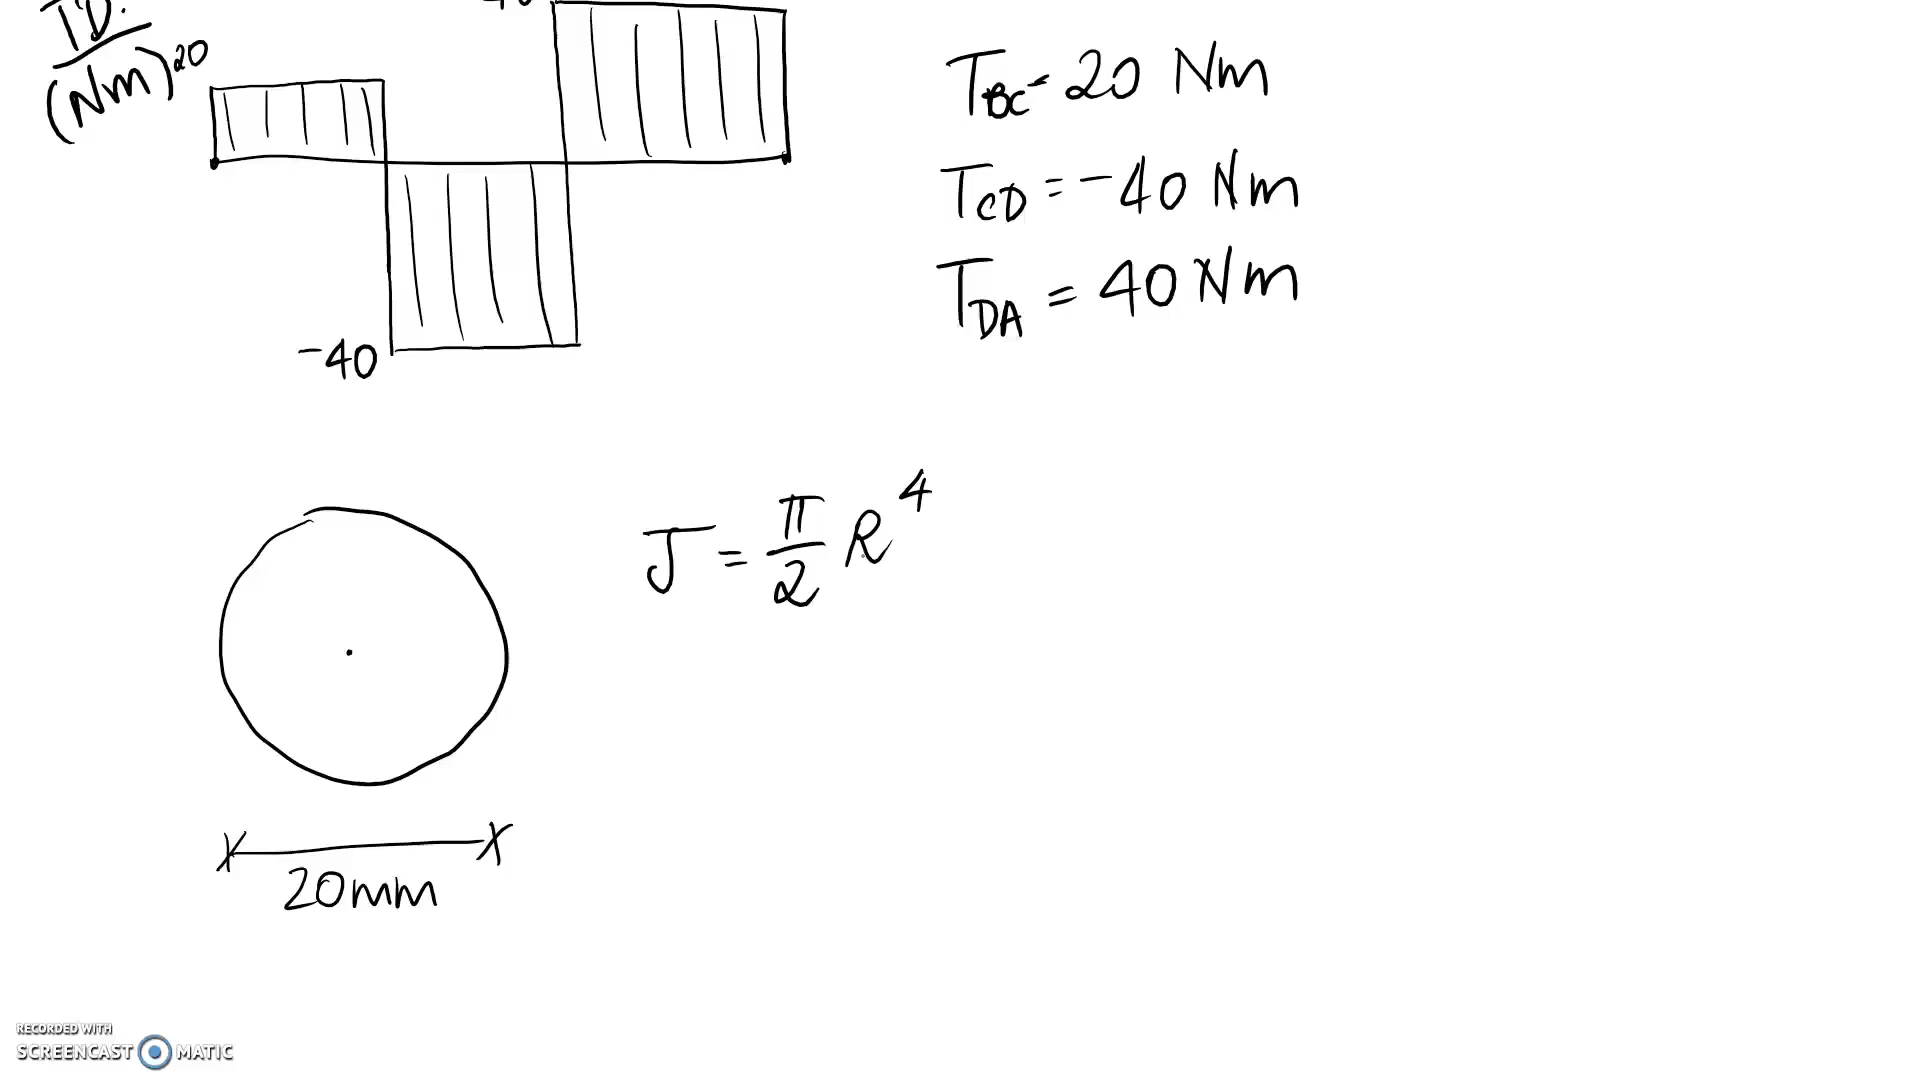 TD.
(Nm)
20
T_BC = 20 Nm
T_CD = -40 Nm
T_DA = 40 Nm
-40
J = π/2 R^4
20mm
RECORDED WITH
SCREENCAST MATIC